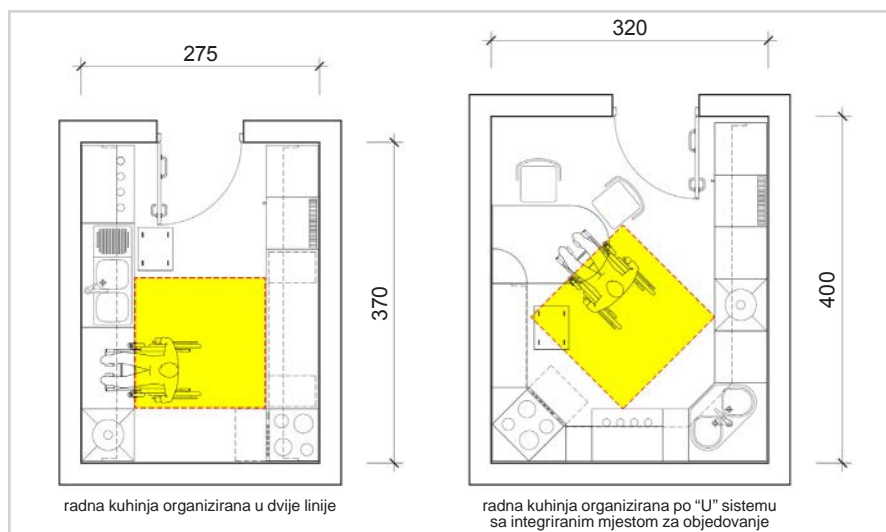 275
370
radna kuhinja organizirana u dvije linije
320
400
radna kuhinja organizirana po “U” sistemu
sa integriranim mjestom za objedovanje